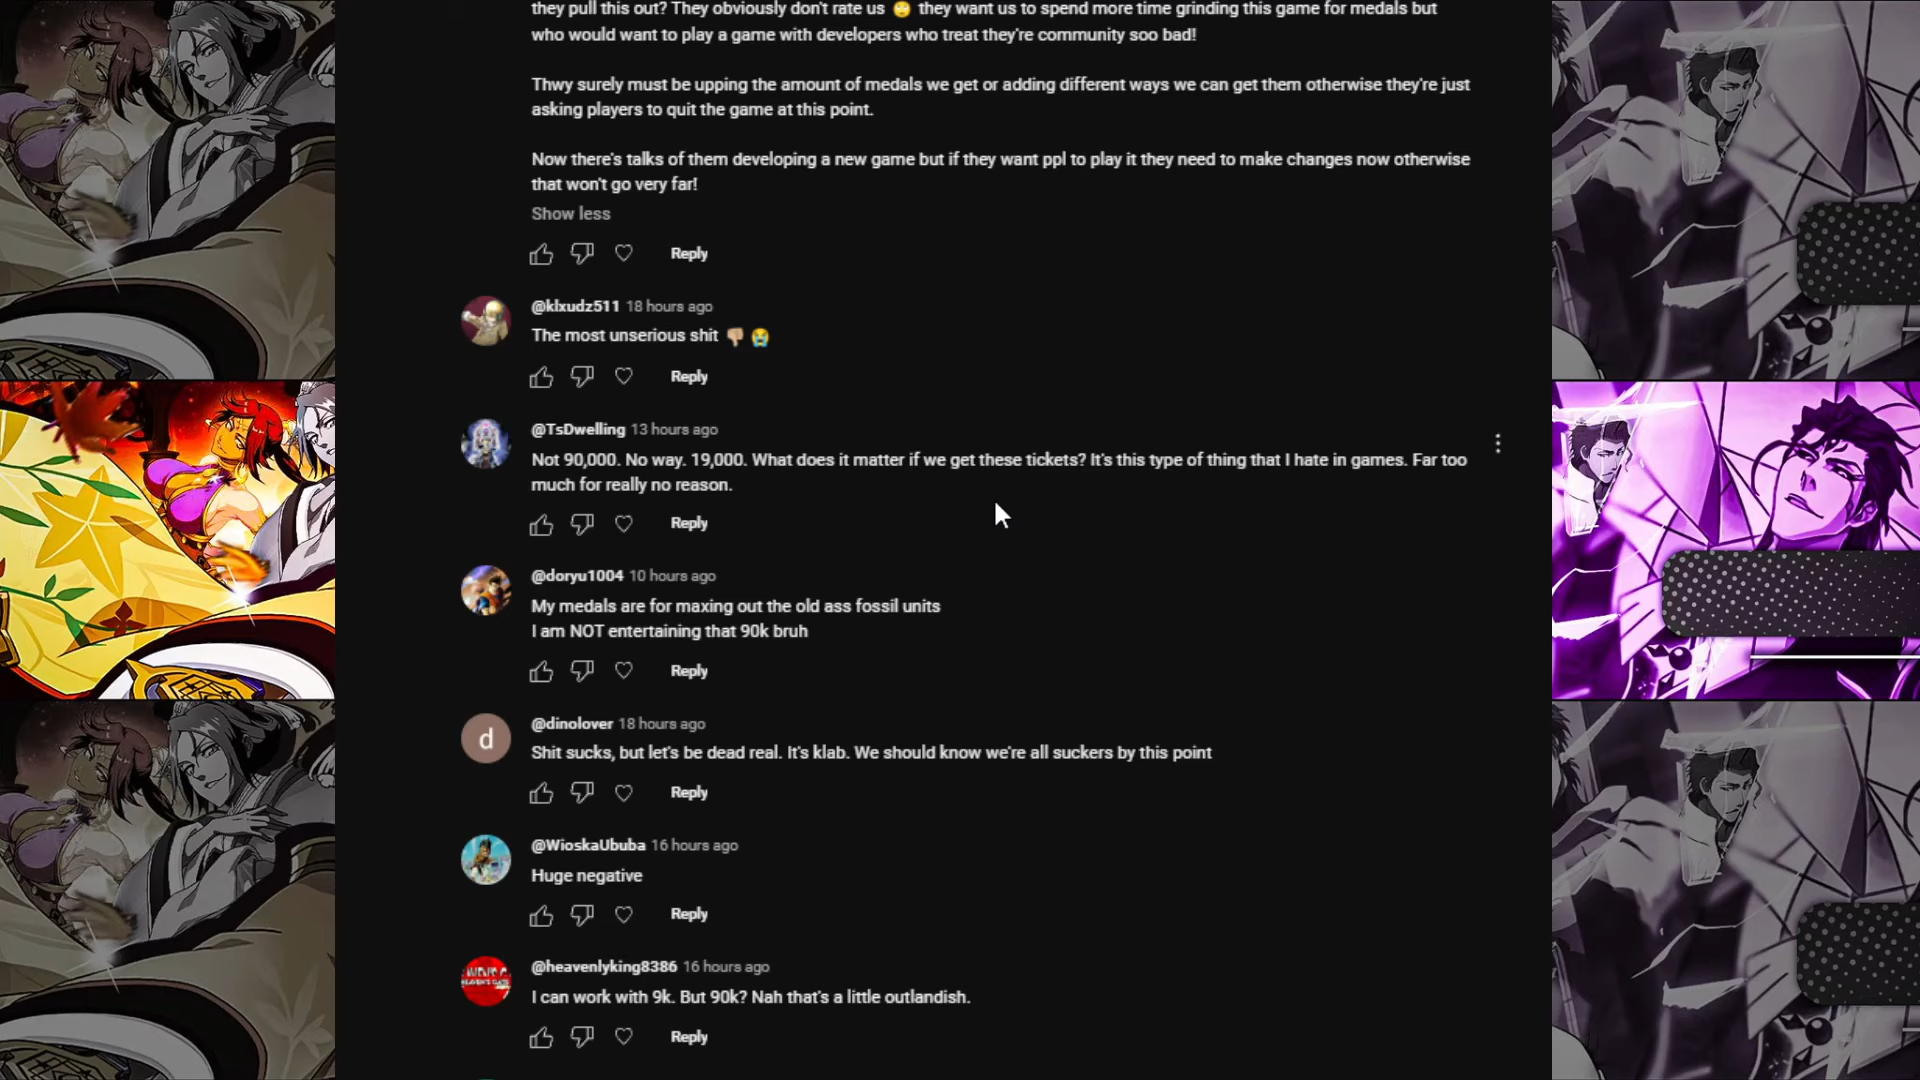 they pull this out? They obviously don't rate us 🙄 they want us to spend more time grinding this game for medals but
who would want to play a game with developers who treat they're community soo bad!
Thwy surely must be upping the amount of medals we get or adding different ways we can get them otherwise they're just
asking players to quit the game at this point.
Now there's talks of them developing a new game but if they want ppl to play it they need to make changes now otherwise
that won't go very far!
Show less
Reply
@klxudz511 18 hours ago
The most unserious shit 👎🏼 😭
Reply
@TsDwelling 13 hours ago
Not 90,000. No way. 19,000. What does it matter if we get these tickets? It's this type of thing that I hate in games. Far too
much for really no reason.
Reply
@doryu1004 10 hours ago
My medals are for maxing out the old ass fossil units
I am NOT entertaining that 90k bruh
Reply
d
@dinolover 18 hours ago
Shit sucks, but let's be dead real. It's klab. We should know we're all suckers by this point
Reply
@WioskaUbuba 16 hours ago
Huge negative
Reply
@heavenlyking8386 16 hours ago
I can work with 9k. But 90k? Nah that's a little outlandish.
Reply